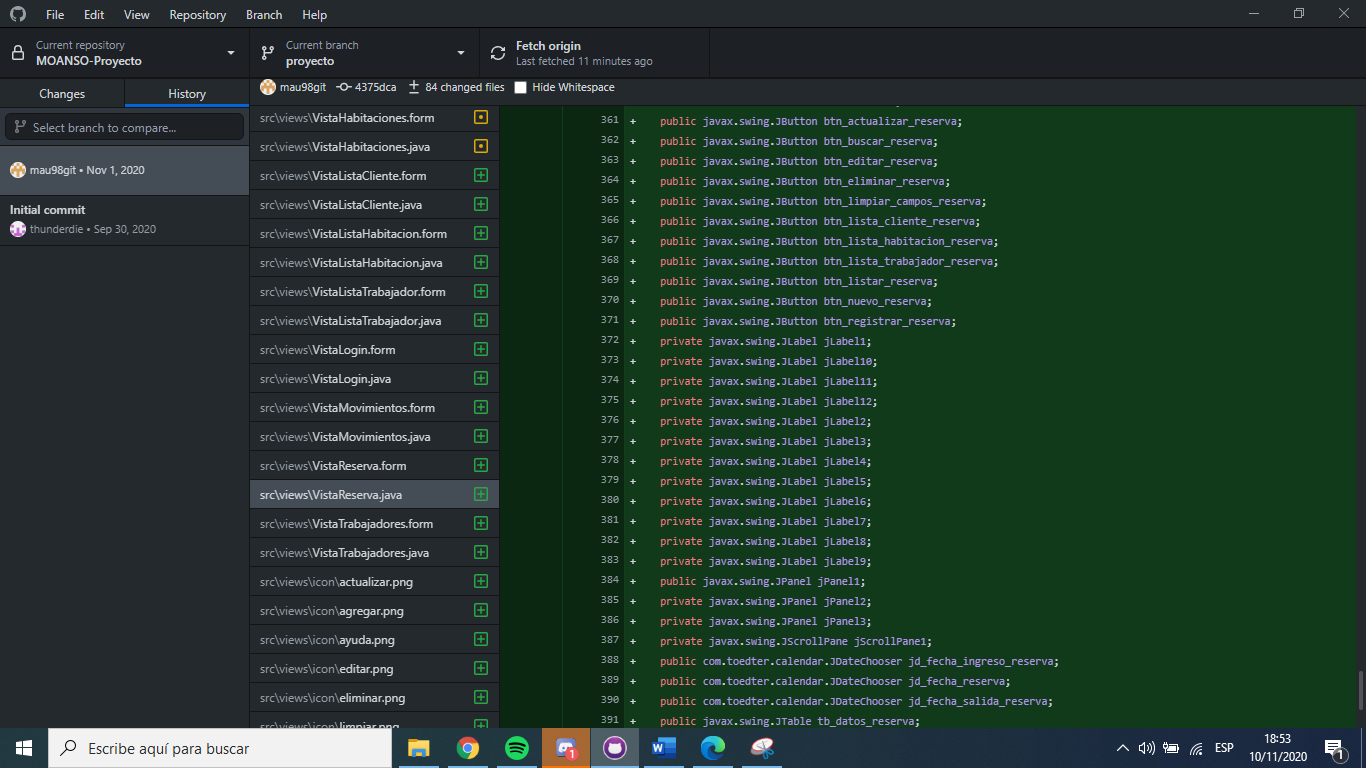 File Edit View Repository Branch Help
Current repository
MOANSO-Proyecto
Current branch
proyecto
Fetch origin
Last fetched 11 minutes ago
Changes
History
Select branch to compare...
mau98git • Nov 1, 2020
Initial commit
thunderdie • Sep 30, 2020
mau98git 4375dca 84 changed files Hide Whitespace
src\views\VistaHabitaciones.form
src\views\VistaHabitaciones.java
src\views\VistaListaCliente.form
src\views\VistaListaCliente.java
src\views\VistaListaHabitacion.form
src\views\VistaListaHabitacion.java
src\views\VistaListaTrabajador.form
src\views\VistaListaTrabajador.java
src\views\VistaLogin.form
src\views\VistaLogin.java
src\views\VistaMovimientos.form
src\views\VistaMovimientos.java
src\views\VistaReserva.form
src\views\VistaReserva.java
src\views\VistaTrabajadores.form
src\views\VistaTrabajadores.java
src\views\icon\actualizar.png
src\views\icon\agregar.png
src\views\icon\ayuda.png
src\views\icon\editar.png
src\views\icon\eliminar.png
src\views\icon\limpiar.png
361 + public javax.swing.JButton btn_actualizar_reserva;
362 + public javax.swing.JButton btn_buscar_reserva;
363 + public javax.swing.JButton btn_editar_reserva;
364 + public javax.swing.JButton btn_eliminar_reserva;
365 + public javax.swing.JButton btn_limpiar_campos_reserva;
366 + public javax.swing.JButton btn_lista_cliente_reserva;
367 + public javax.swing.JButton btn_lista_habitacion_reserva;
368 + public javax.swing.JButton btn_lista_trabajador_reserva;
369 + public javax.swing.JButton btn_listar_reserva;
370 + public javax.swing.JButton btn_nuevo_reserva;
371 + public javax.swing.JButton btn_registrar_reserva;
372 + private javax.swing.JLabel jLabel1;
373 + private javax.swing.JLabel jLabel10;
374 + private javax.swing.JLabel jLabel11;
375 + private javax.swing.JLabel jLabel12;
376 + private javax.swing.JLabel jLabel2;
377 + private javax.swing.JLabel jLabel3;
378 + private javax.swing.JLabel jLabel4;
379 + private javax.swing.JLabel jLabel5;
380 + private javax.swing.JLabel jLabel6;
381 + private javax.swing.JLabel jLabel7;
382 + private javax.swing.JLabel jLabel8;
383 + private javax.swing.JLabel jLabel9;
384 + public javax.swing.JPanel jPanel1;
385 + private javax.swing.JPanel jPanel2;
386 + private javax.swing.JPanel jPanel3;
387 + private javax.swing.JScrollPane jScrollPane1;
388 + public com.toedter.calendar.JDateChooser jd_fecha_ingreso_reserva;
389 + public com.toedter.calendar.JDateChooser jd_fecha_reserva;
390 + public com.toedter.calendar.JDateChooser jd_fecha_salida_reserva;
391 + public javax.swing.JTable tb_datos_reserva;
Escribe aquí para buscar
1
W
ESP
18:53
10/11/2020
1